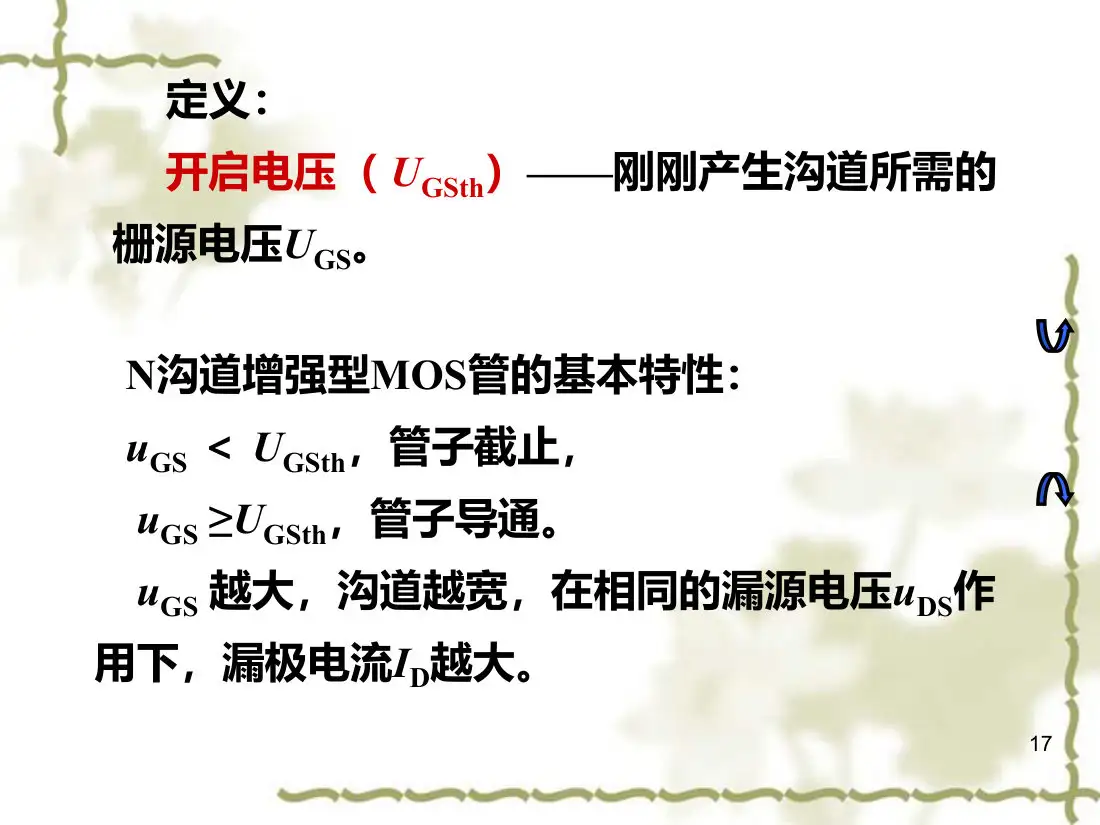 定义：
开启电压（ UGSth）——刚刚产生沟道所需的
栅源电压UGS。
N沟道增强型MOS管的基本特性：
uGS ＜ UGSth，管子截止，
uGS ≥UGSth，管子导通。
uGS 越大，沟道越宽，在相同的漏源电压uDS作
用下，漏极电流ID越大。
17